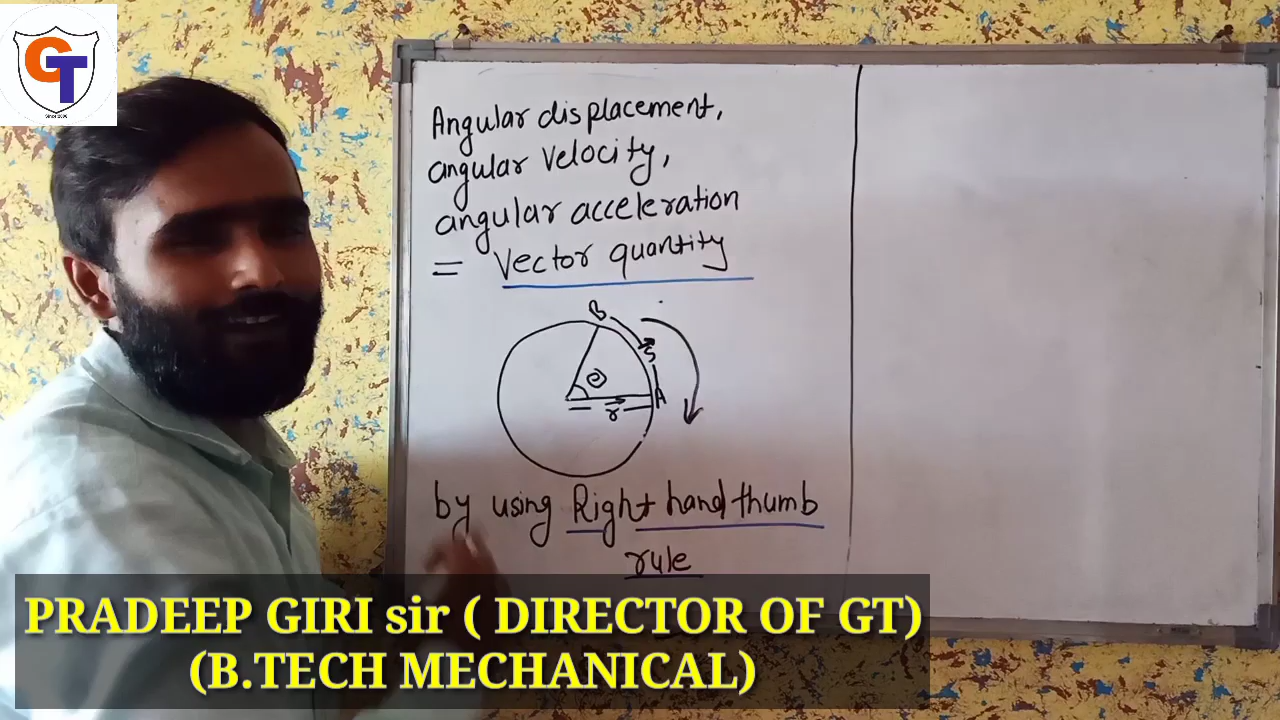 GT
Angular displacement,
angular velocity,
angular acceleration
= Vector quantity
B
S
θ
A
r
by using Right hand thumb
rule
PRADEEP GIRI sir ( DIRECTOR OF GT)
(B.TECH MECHANICAL)